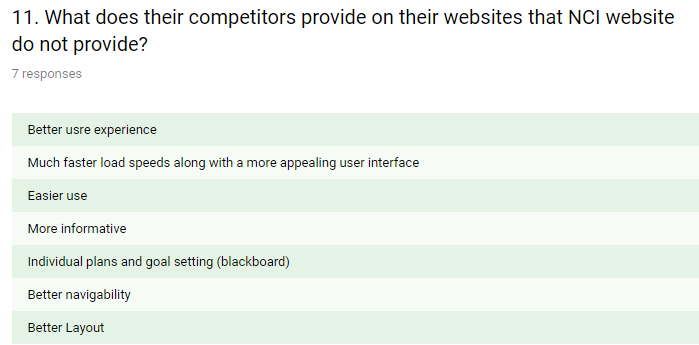 11. What does their competitors provide on their websites that NCI website
do not provide?
7 responses
Better usre experience
Much faster load speeds along with a more appealing user interface
Easier use
More informative
Individual plans and goal setting (blackboard)
Better navigability
Better Layout